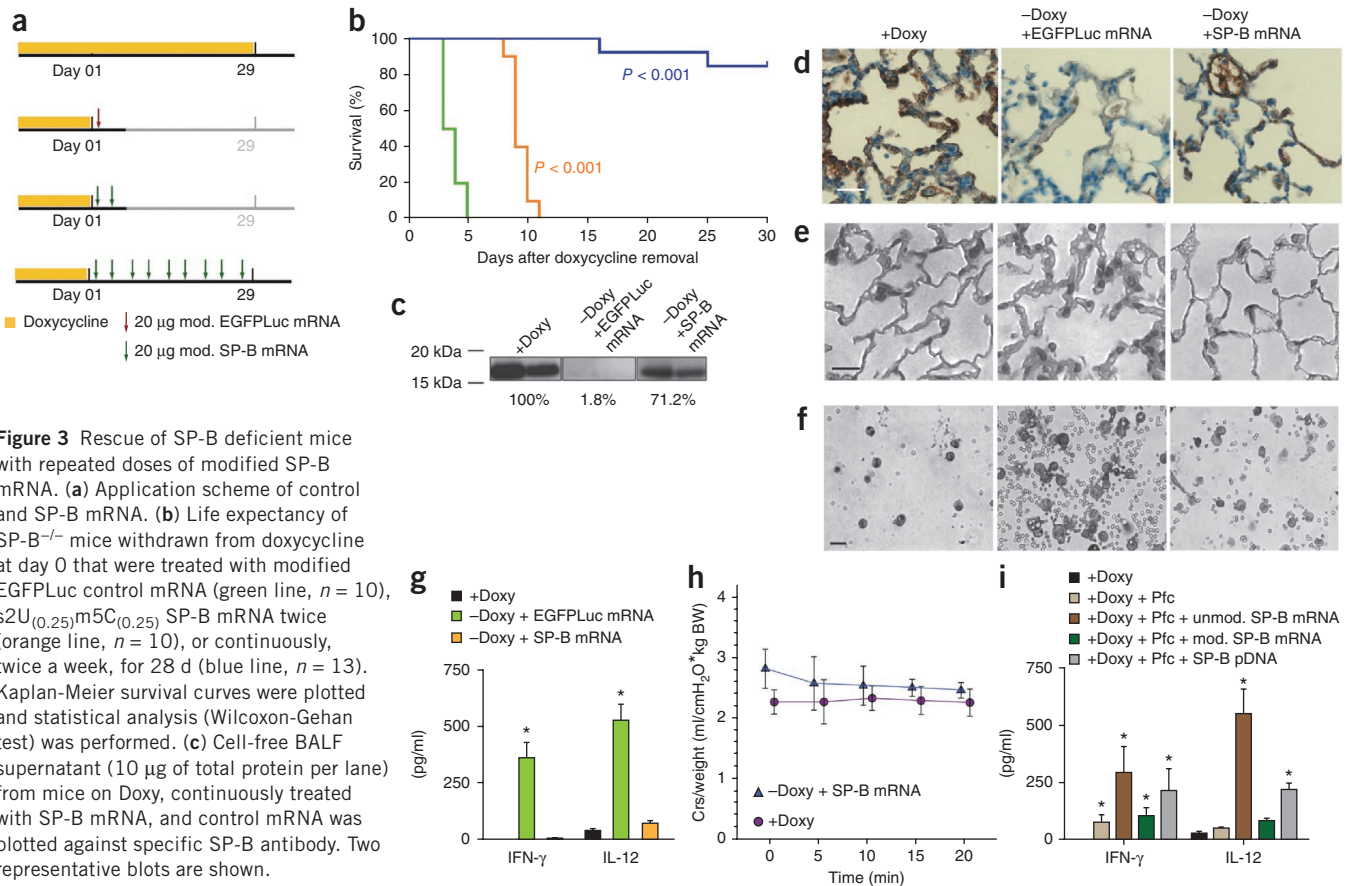 a
Day 01
29
Day 01
29
Day 01
29
Day 01
29
Doxycycline
20 µg mod. EGFPLuc mRNA
20 µg mod. SP-B mRNA
b
Survival (%)
100
80
60
40
20
0
P < 0.001
P < 0.001
0 5 10 15 20 25 30
Days after doxycycline removal
c
+Doxy
–Doxy
+EGFPLuc
mRNA
–Doxy
+SP-B
mRNA
20 kDa
15 kDa
100% 1.8% 71.2%
+Doxy
–Doxy
+EGFPLuc mRNA
–Doxy
+SP-B mRNA
d
e
f
Figure 3 Rescue of SP-B deficient mice
with repeated doses of modified SP-B
mRNA. (a) Application scheme of control
and SP-B mRNA. (b) Life expectancy of
SP-B–/– mice withdrawn from doxycycline
at day 0 that were treated with modified
EGFPLuc control mRNA (green line, n = 10),
s2U(0.25)m5C(0.25) SP-B mRNA twice
(orange line, n = 10), or continuously,
twice a week, for 28 d (blue line, n = 13).
Kaplan-Meier survival curves were plotted
and statistical analysis (Wilcoxon-Gehan
test) was performed. (c) Cell-free BALF
supernatant (10 µg of total protein per lane)
from mice on Doxy, continuously treated
with SP-B mRNA, and control mRNA was
blotted against specific SP-B antibody. Two
representative blots are shown.
g
+Doxy
–Doxy + EGFPLuc mRNA
–Doxy + SP-B mRNA
(pg/ml)
750
500
250
0
*
*
IFN-γ IL-12
h
Crs/weight (ml/cmH2O*kg BW)
4
3
2
1
0
–Doxy + SP-B mRNA
+Doxy
0 5 10 15 20
Time (min)
i
+Doxy
+Doxy + Pfc
+Doxy + Pfc + unmod. SP-B mRNA
+Doxy + Pfc + mod. SP-B mRNA
+Doxy + Pfc + SP-B pDNA
(pg/ml)
750
500
250
0
* * * *
* *
IFN-γ IL-12